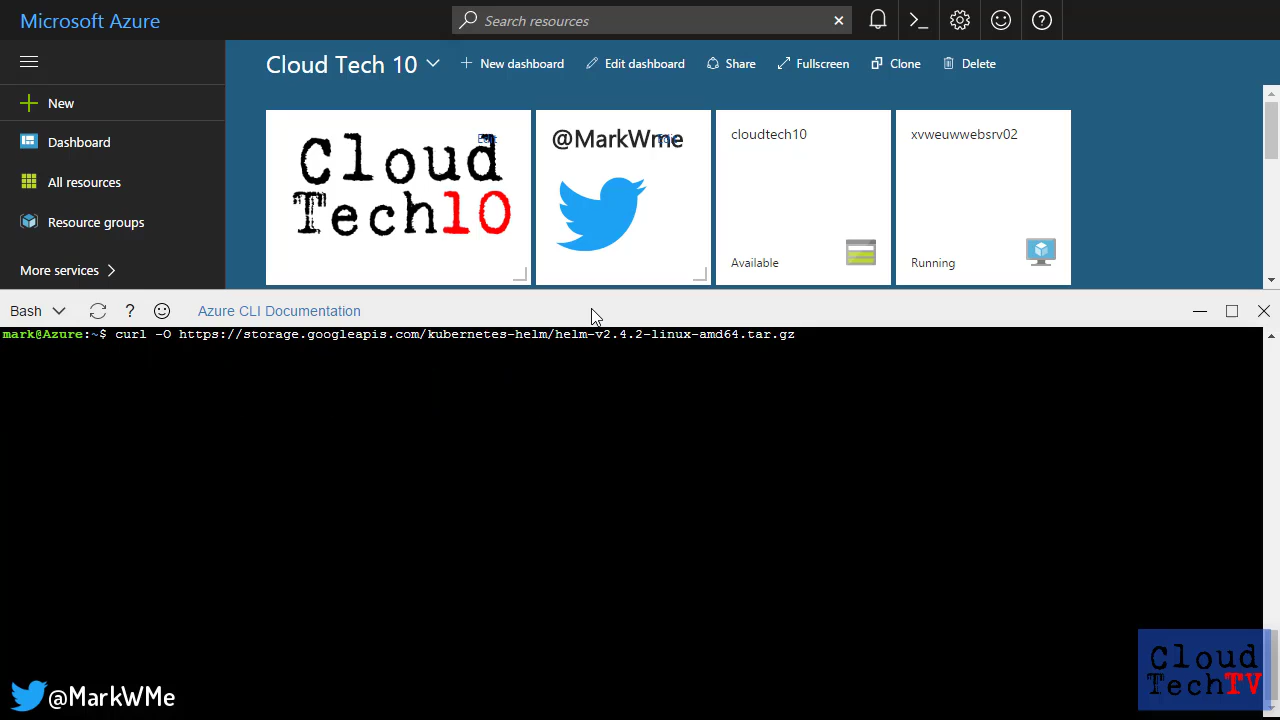 Microsoft Azure
Search resources
Cloud Tech 10
New dashboard
Edit dashboard
Share
Fullscreen
Clone
Delete
New
Dashboard
All resources
Resource groups
More services
Cloud
Tech10
Edit
@MarkWme
Edit
cloudtech10
Available
xvweuwwebsrv02
Running
Bash
Azure CLI Documentation
mark@Azure:~$ curl -O https://storage.googleapis.com/kubernetes-helm/helm-v2.4.2-linux-amd64.tar.gz
@MarkWMe
Cloud
TechTV